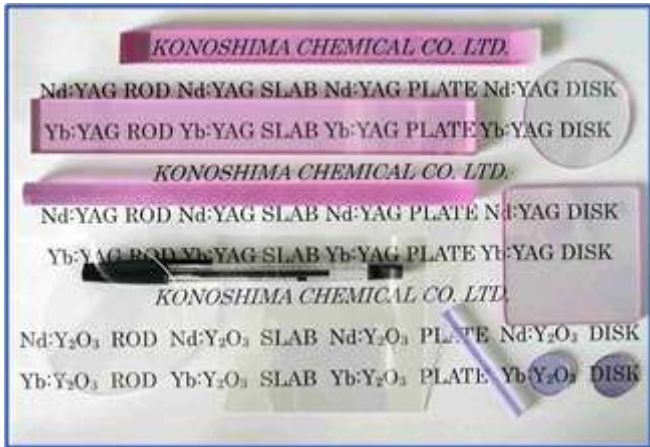 KONOSHIMA CHEMICAL CO. LTD.
Nd:YAG ROD Nd:YAG SLAB Nd:YAG PLATE Nd:YAG DISK
Yb:YAG ROD Yb:YAG SLAB Yb:YAG PLATE Yb:YAG DISK
KONOSHIMA CHEMICAL CO. LTD.
Nd:YAG ROD Nd:YAG SLAB Nd:YAG PLATE Nd:YAG DISK
Yb:YAG ROD Yb:YAG SLAB Yb:YAG PLATE Yb:YAG DISK
KONOSHIMA CHEMICAL CO. LTD.
Nd:Y₂O₃ ROD Nd:Y₂O₃ SLAB Nd:Y₂O₃ PLATE Nd:Y₂O₃ DISK
Yb:Y₂O₃ ROD Yb:Y₂O₃ SLAB Yb:Y₂O₃ PLATE Yb:Y₂O₃ DISK